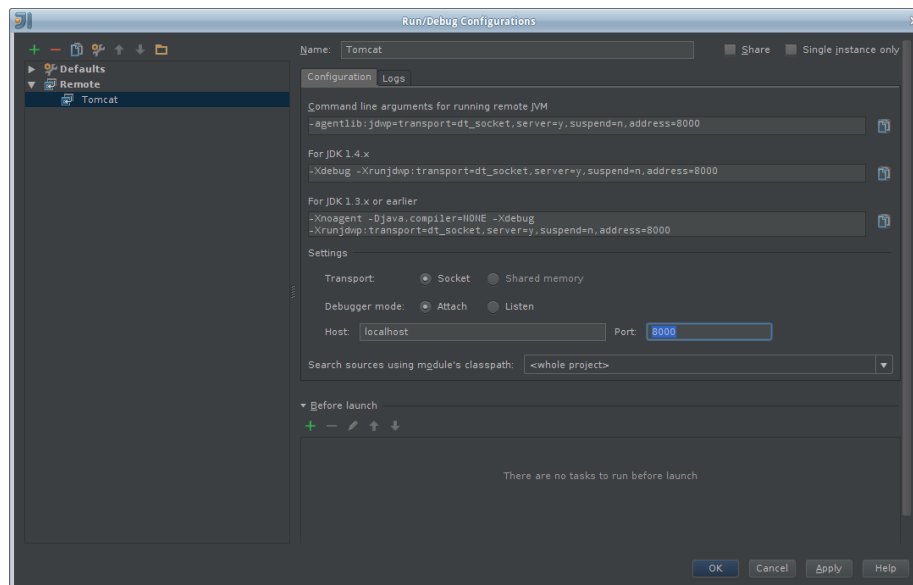 Run/Debug Configurations
Name: Tomcat Share Single instance only
Defaults
Remote
Tomcat
Configuration Logs
Command line arguments for running remote JVM
-agentlib:jdwp=transport=dt_socket,server=y,suspend=n,address=8000
For JDK 1.4.x
-Xdebug -Xrunjdwp:transport=dt_socket,server=y,suspend=n,address=8000
For JDK 1.3.x or earlier
-Xnoagent -Djava.compiler=NONE -Xdebug
-Xrunjdwp:transport=dt_socket,server=y,suspend=n,address=8000
Settings
Transport: Socket Shared memory
Debugger mode: Attach Listen
Host: localhost Port: 8000
Search sources using module's classpath: <whole project>
Before launch
There are no tasks to run before launch
OK Cancel Apply Help